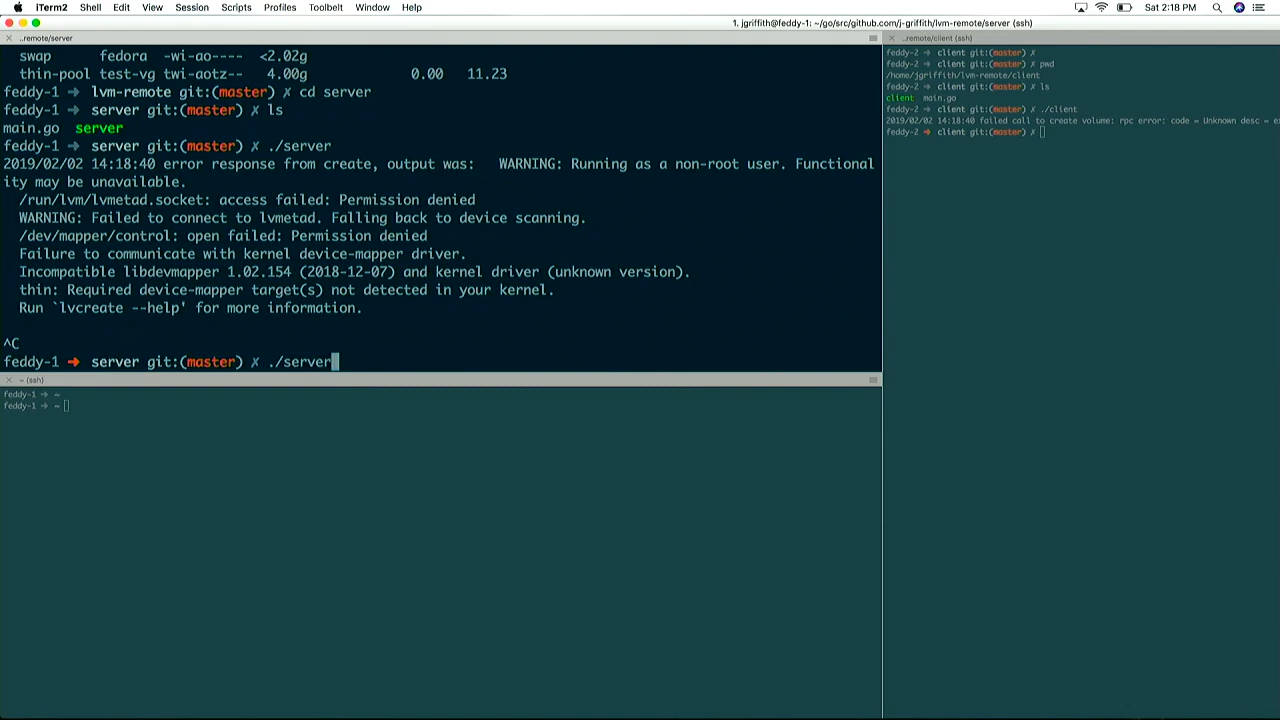 iTerm2 Shell Edit View Session Scripts Profiles Toolbelt Window Help Sat 2:18 PM
1. jgriffith@feddy-1: ~/go/src/github.com/j-griffith/lvm-remote/server (ssh)
..remote/server
swap fedora -wi-ao---- <2.02g
thin-pool test-vg twi-aotz-- 4.00g 0.00 11.23
feddy-1 ➜ lvm-remote git:(master) ✗ cd server
feddy-1 ➜ server git:(master) ✗ ls
main.go server
feddy-1 ➜ server git:(master) ✗ ./server
2019/02/02 14:18:40 error response from create, output was: WARNING: Running as a non-root user. Functional
ity may be unavailable.
/run/lvm/lvmetad.socket: access failed: Permission denied
WARNING: Failed to connect to lvmetad. Falling back to device scanning.
/dev/mapper/control: open failed: Permission denied
Failure to communicate with kernel device-mapper driver.
Incompatible libdevmapper 1.02.154 (2018-12-07) and kernel driver (unknown version).
thin: Required device-mapper target(s) not detected in your kernel.
Run `lvcreate --help' for more information.
^C
feddy-1 ➜ server git:(master) ✗ ./server
~ (ssh)
feddy-1 ➜ ~
feddy-1 ➜ ~
..remote/client (ssh)
feddy-2 ➜ client git:(master) ✗
feddy-2 ➜ client git:(master) ✗ pwd
/home/jgriffith/lvm-remote/client
feddy-2 ➜ client git:(master) ✗ ls
client main.go
feddy-2 ➜ client git:(master) ✗ ./client
2019/02/02 14:18:40 failed call to create volume: rpc error: code = Unknown desc = e
feddy-2 ➜ client git:(master) ✗